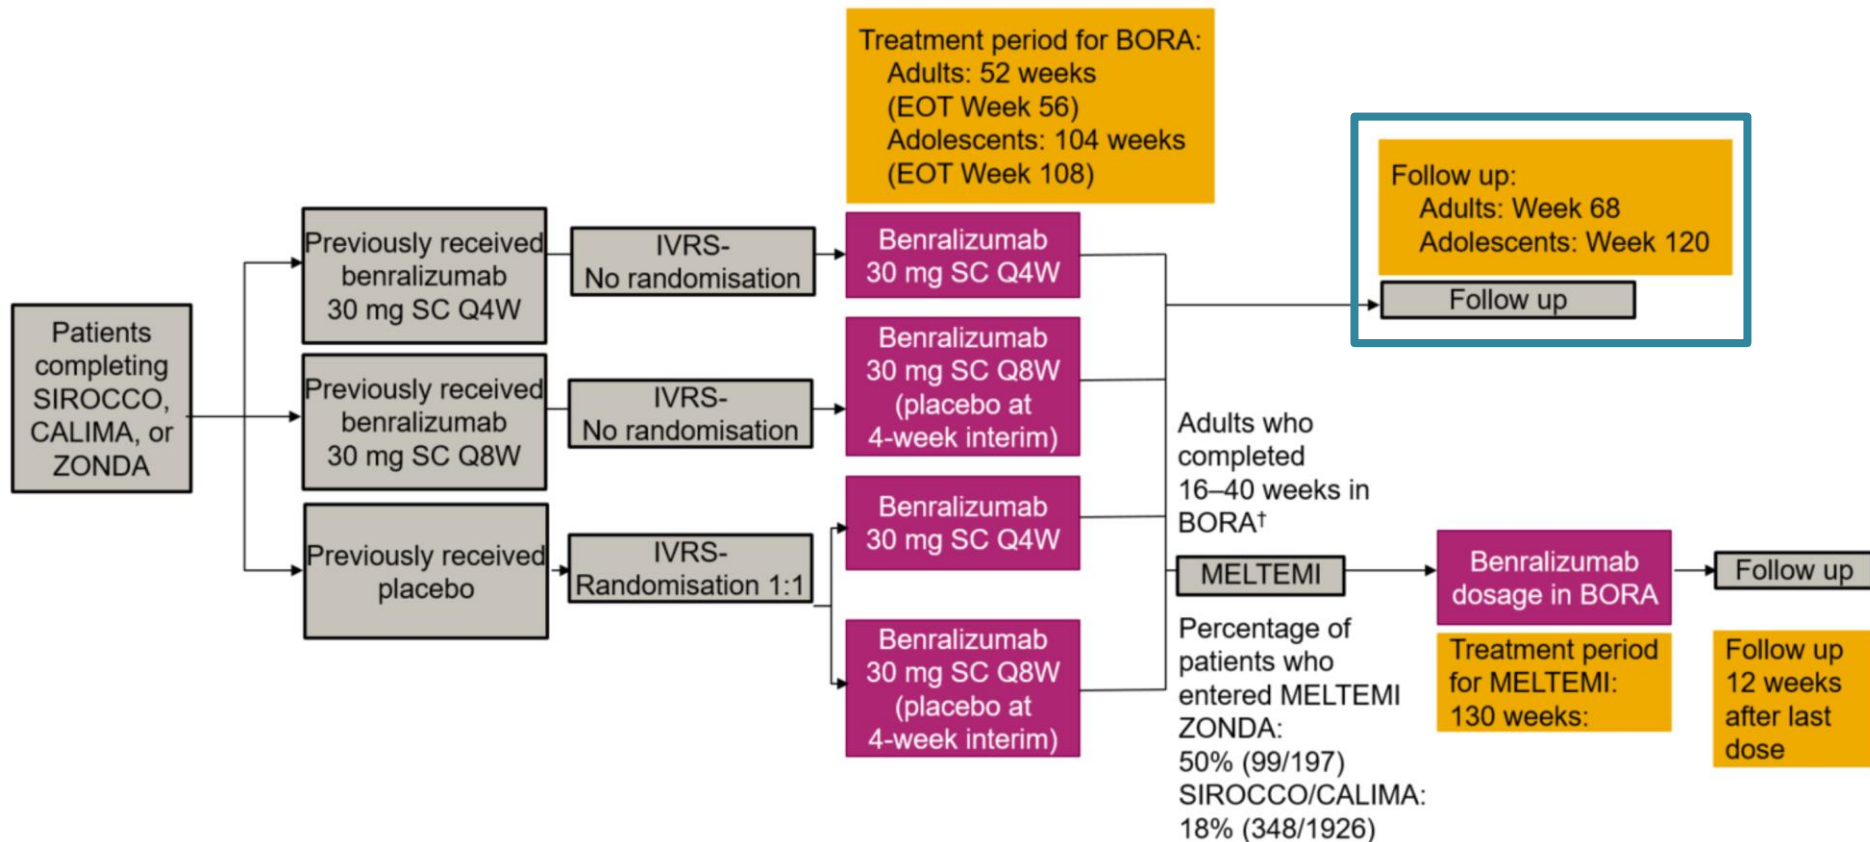 Treatment period for BORA:
Adults: 52 weeks
(EOT Week 56)
Adolescents: 104 weeks
(EOT Week 108)
Follow up:
Adults: Week 68
Adolescents: Week 120
Follow up
Patients
completing
SIROCCO,
CALIMA, or
ZONDA
Previously received
benralizumab
30 mg SC Q4W
IVRS-
No randomisation
Benralizumab
30 mg SC Q4W
Previously received
benralizumab
30 mg SC Q8W
IVRS-
No randomisation
Benralizumab
30 mg SC Q8W
(placebo at
4-week interim)
Previously received
placebo
IVRS-
Randomisation 1:1
Benralizumab
30 mg SC Q4W
Benralizumab
30 mg SC Q8W
(placebo at
4-week interim)
Adults who
completed
16–40 weeks in
BORA†
MELTEMI
Percentage of
patients who
entered MELTEMI
ZONDA:
50% (99/197)
SIROCCO/CALIMA:
18% (348/1926)
Benralizumab
dosage in BORA
Treatment period
for MELTEMI:
130 weeks:
Follow up
Follow up
12 weeks
after last
dose